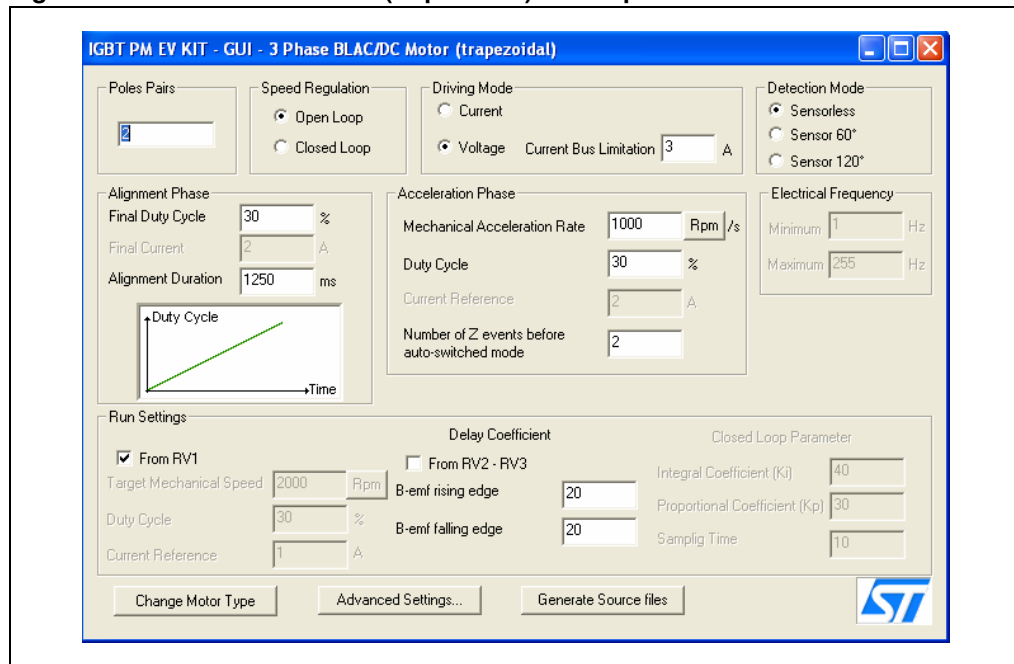 IGBT PM EV KIT - GUI - 3 Phase BLAC/DC Motor (trapezoidal)
Poles Pairs
2
Speed Regulation
Open Loop
Closed Loop
Driving Mode
Current
Voltage Current Bus Limitation 3 A
Detection Mode
Sensorless
Sensor 60°
Sensor 120°
Alignment Phase
Final Duty Cycle 30 %
Final Current 2 A
Alignment Duration 1250 ms
Duty Cycle
Time
Acceleration Phase
Mechanical Acceleration Rate 1000 Rpm /s
Duty Cycle 30 %
Current Reference 2 A
Number of Z events before
auto-switched mode 2
Electrical Frequency
Minimum 1 Hz
Maximum 255 Hz
Run Settings
From RV1
Target Mechanical Speed 2000 Rpm
Duty Cycle 30 %
Current Reference 1 A
Delay Coefficient
From RV2 - RV3
B-emf rising edge 20
B-emf falling edge 20
Closed Loop Parameter
Integral Coefficient (Ki) 40
Proportional Coefficient (Kp) 30
Samplig Time 10
Change Motor Type
Advanced Settings...
Generate Source files
ST